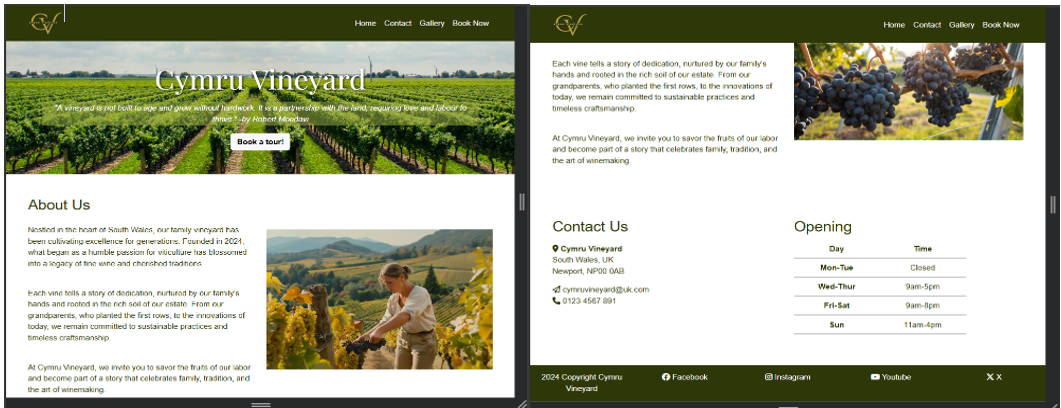 Home Contact Gallery Book Now
Cymru Vineyard
"A vineyard is not built to age and grow without hardwork. It is a partnership with the land, requiring love and labour to
thrive." -by Robert Mondavi
Book a tour!
About Us
Nestled in the heart of South Wales, our family vineyard has
been cultivating excellence for generations. Founded in 2024,
what began as a humble passion for viticulture has blossomed
into a legacy of fine wine and cherished traditions.
Each vine tells a story of dedication, nurtured by our family's
hands and rooted in the rich soil of our estate. From our
grandparents, who planted the first rows, to the innovations of
today, we remain committed to sustainable practices and
timeless craftsmanship.
At Cymru Vineyard, we invite you to savor the fruits of our labor
and become part of a story that celebrates family, tradition, and
the art of winemaking.
Home Contact Gallery Book Now
Each vine tells a story of dedication, nurtured by our family's
hands and rooted in the rich soil of our estate. From our
grandparents, who planted the first rows, to the innovations of
today, we remain committed to sustainable practices and
timeless craftsmanship.
At Cymru Vineyard, we invite you to savor the fruits of our labor
and become part of a story that celebrates family, tradition, and
the art of winemaking.
Contact Us
Cymru Vineyard
South Wales, UK
Newport, NP00 0AB
cymruvineyard@uk.com
0123 4567 891
Opening
Day Time
Mon-Tue Closed
Wed-Thur 9am-5pm
Fri-Sat 9am-8pm
Sun 11am-4pm
2024 Copyright Cymru
Vineyard
Facebook
Instagram
Youtube
X